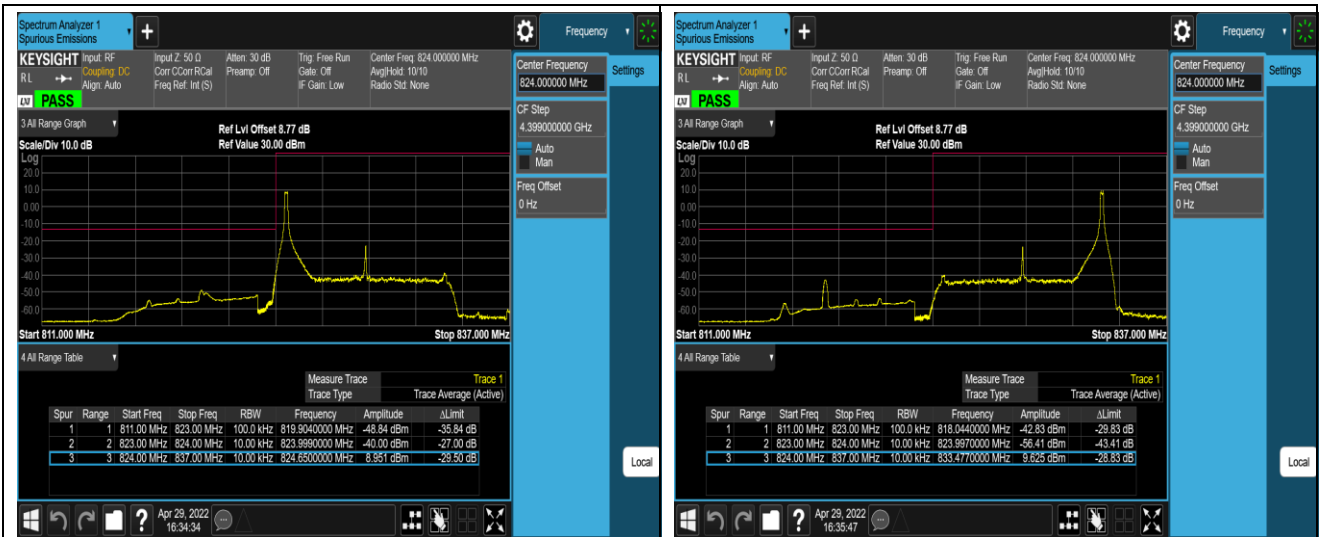 Spectrum Analyzer 1
Spurious Emissions
Frequency
KEYSIGHT
Input: RF
Coupling: DC
Align: Auto
Input Z: 50 Ω
Corr CCorr RCal
Freq Ref: Int (S)
Atten: 30 dB
Preamp: Off
Trig: Free Run
Gate: Off
IF Gain: Low
Center Freq: 824.000000 MHz
Avg|Hold: 10/10
Radio Std: None
RL
LXI
PASS
Center Frequency
824.000000 MHz
Settings
CF Step
4.399000000 GHz
Auto
Man
Freq Offset
0 Hz
3 All Range Graph
Ref Lvl Offset 8.77 dB
Scale/Div 10.0 dB
Ref Value 30.00 dBm
Log
20.0
10.0
0.00
-10.0
-20.0
-30.0
-40.0
-50.0
-60.0
Start 811.000 MHz
Stop 837.000 MHz
4 All Range Table
Measure Trace Trace 1
Trace Type Trace Average (Active)
Spur Range Start Freq Stop Freq RBW Frequency Amplitude ΔLimit
1 1 811.00 MHz 823.00 MHz 100.0 kHz 819.9040000 MHz -48.84 dBm -35.84 dB
2 2 823.00 MHz 824.00 MHz 10.00 kHz 823.9990000 MHz -40.00 dBm -27.00 dB
3 3 824.00 MHz 837.00 MHz 10.00 kHz 824.6500000 MHz 8.951 dBm -29.50 dB
Local
?
Apr 29, 2022
16:34:34
Spectrum Analyzer 1
Spurious Emissions
Frequency
KEYSIGHT
Input: RF
Coupling: DC
Align: Auto
Input Z: 50 Ω
Corr CCorr RCal
Freq Ref: Int (S)
Atten: 30 dB
Preamp: Off
Trig: Free Run
Gate: Off
IF Gain: Low
Center Freq: 824.000000 MHz
Avg|Hold: 10/10
Radio Std: None
RL
LXI
PASS
Center Frequency
824.000000 MHz
Settings
CF Step
4.399000000 GHz
Auto
Man
Freq Offset
0 Hz
3 All Range Graph
Ref Lvl Offset 8.77 dB
Scale/Div 10.0 dB
Ref Value 30.00 dBm
Log
20.0
10.0
0.00
-10.0
-20.0
-30.0
-40.0
-50.0
-60.0
Start 811.000 MHz
Stop 837.000 MHz
4 All Range Table
Measure Trace Trace 1
Trace Type Trace Average (Active)
Spur Range Start Freq Stop Freq RBW Frequency Amplitude ΔLimit
1 1 811.00 MHz 823.00 MHz 100.0 kHz 818.0440000 MHz -42.83 dBm -29.83 dB
2 2 823.00 MHz 824.00 MHz 10.00 kHz 823.9970000 MHz -56.41 dBm -43.41 dB
3 3 824.00 MHz 837.00 MHz 10.00 kHz 833.4770000 MHz 9.625 dBm -28.83 dB
Local
?
Apr 29, 2022
16:35:47